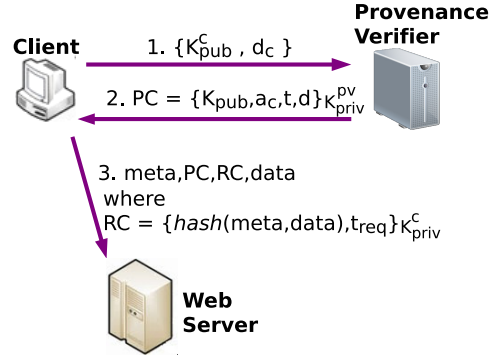 Client
Provenance
Verifier
1. {K^c_pub , d_c }
2. PC = {K_pub,a_c,t,d}K^pv_priv
3. meta,PC,RC,data
where
RC = {hash(meta,data),t_req}K^c_priv
Web
Server